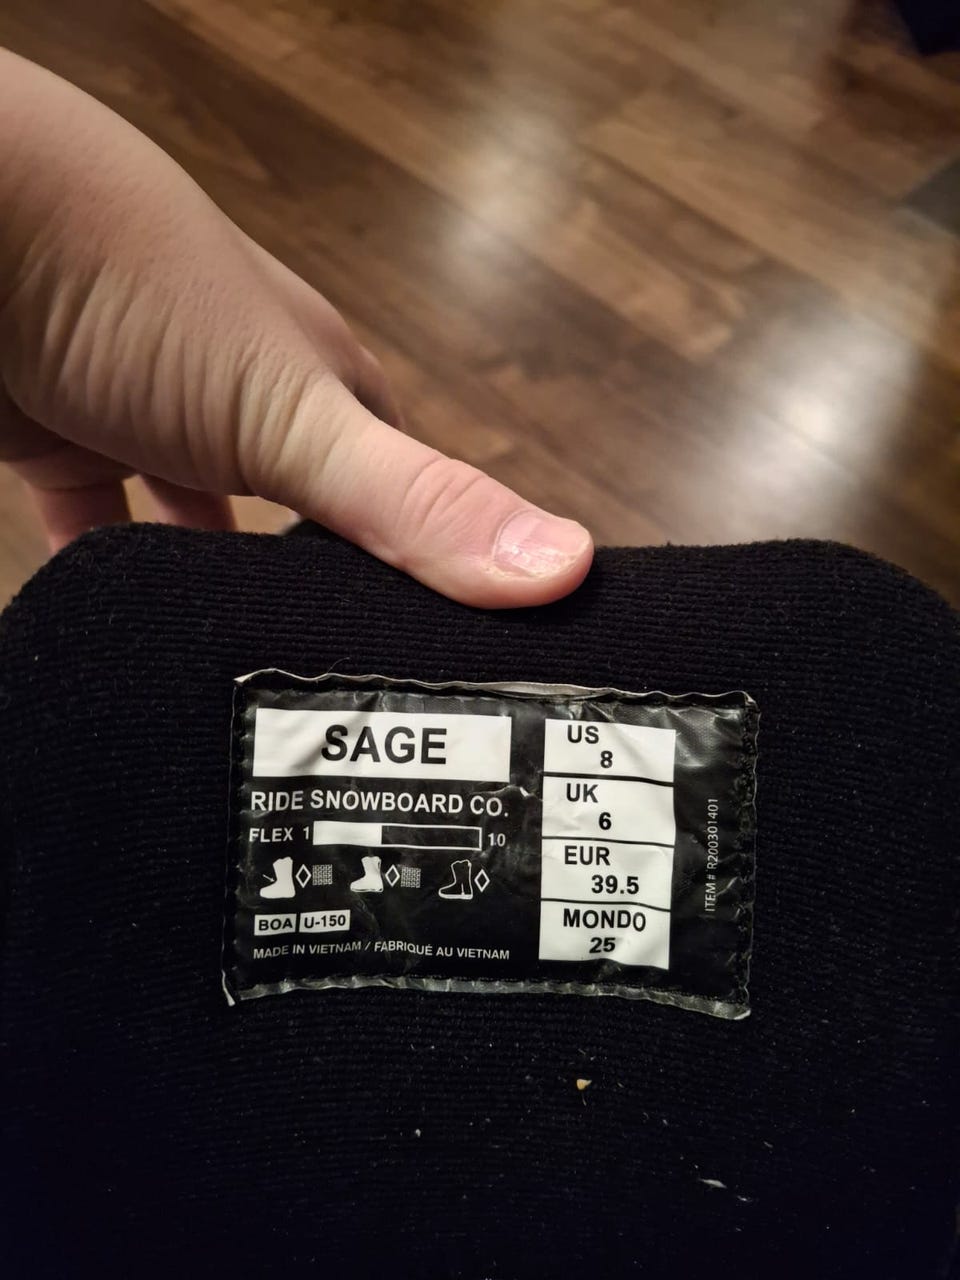 SAGE
RIDE SNOWBOARD CO.
FLEX 1 10
BOA U-150
MADE IN VIETNAM / FABRIQUÉ AU VIETNAM
US
8
UK
6
EUR
39.5
MONDO
25
ITEM # R200301401